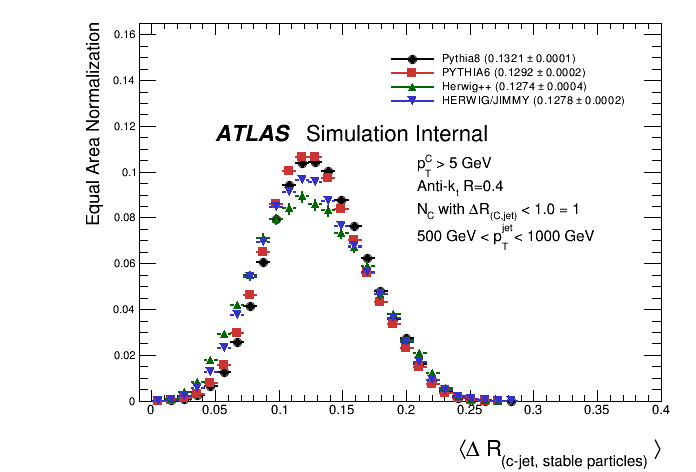 Equal Area Normalization
0.16
0.14
0.12
0.1
0.08
0.06
0.04
0.02
0
Pythia8 (0.1321 ± 0.0001)
PYTHIA6 (0.1292 ± 0.0002)
Herwig++ (0.1274 ± 0.0004)
HERWIG/JIMMY (0.1278 ± 0.0002)
ATLAS Simulation Internal
p_T^C > 5 GeV
Anti-k_t R=0.4
N_C with ΔR_(C,jet) < 1.0 = 1
500 GeV < p_T^jet < 1000 GeV
0 0.05 0.1 0.15 0.2 0.25 0.3 0.35 0.4
⟨Δ R_(c-jet, stable particles)⟩